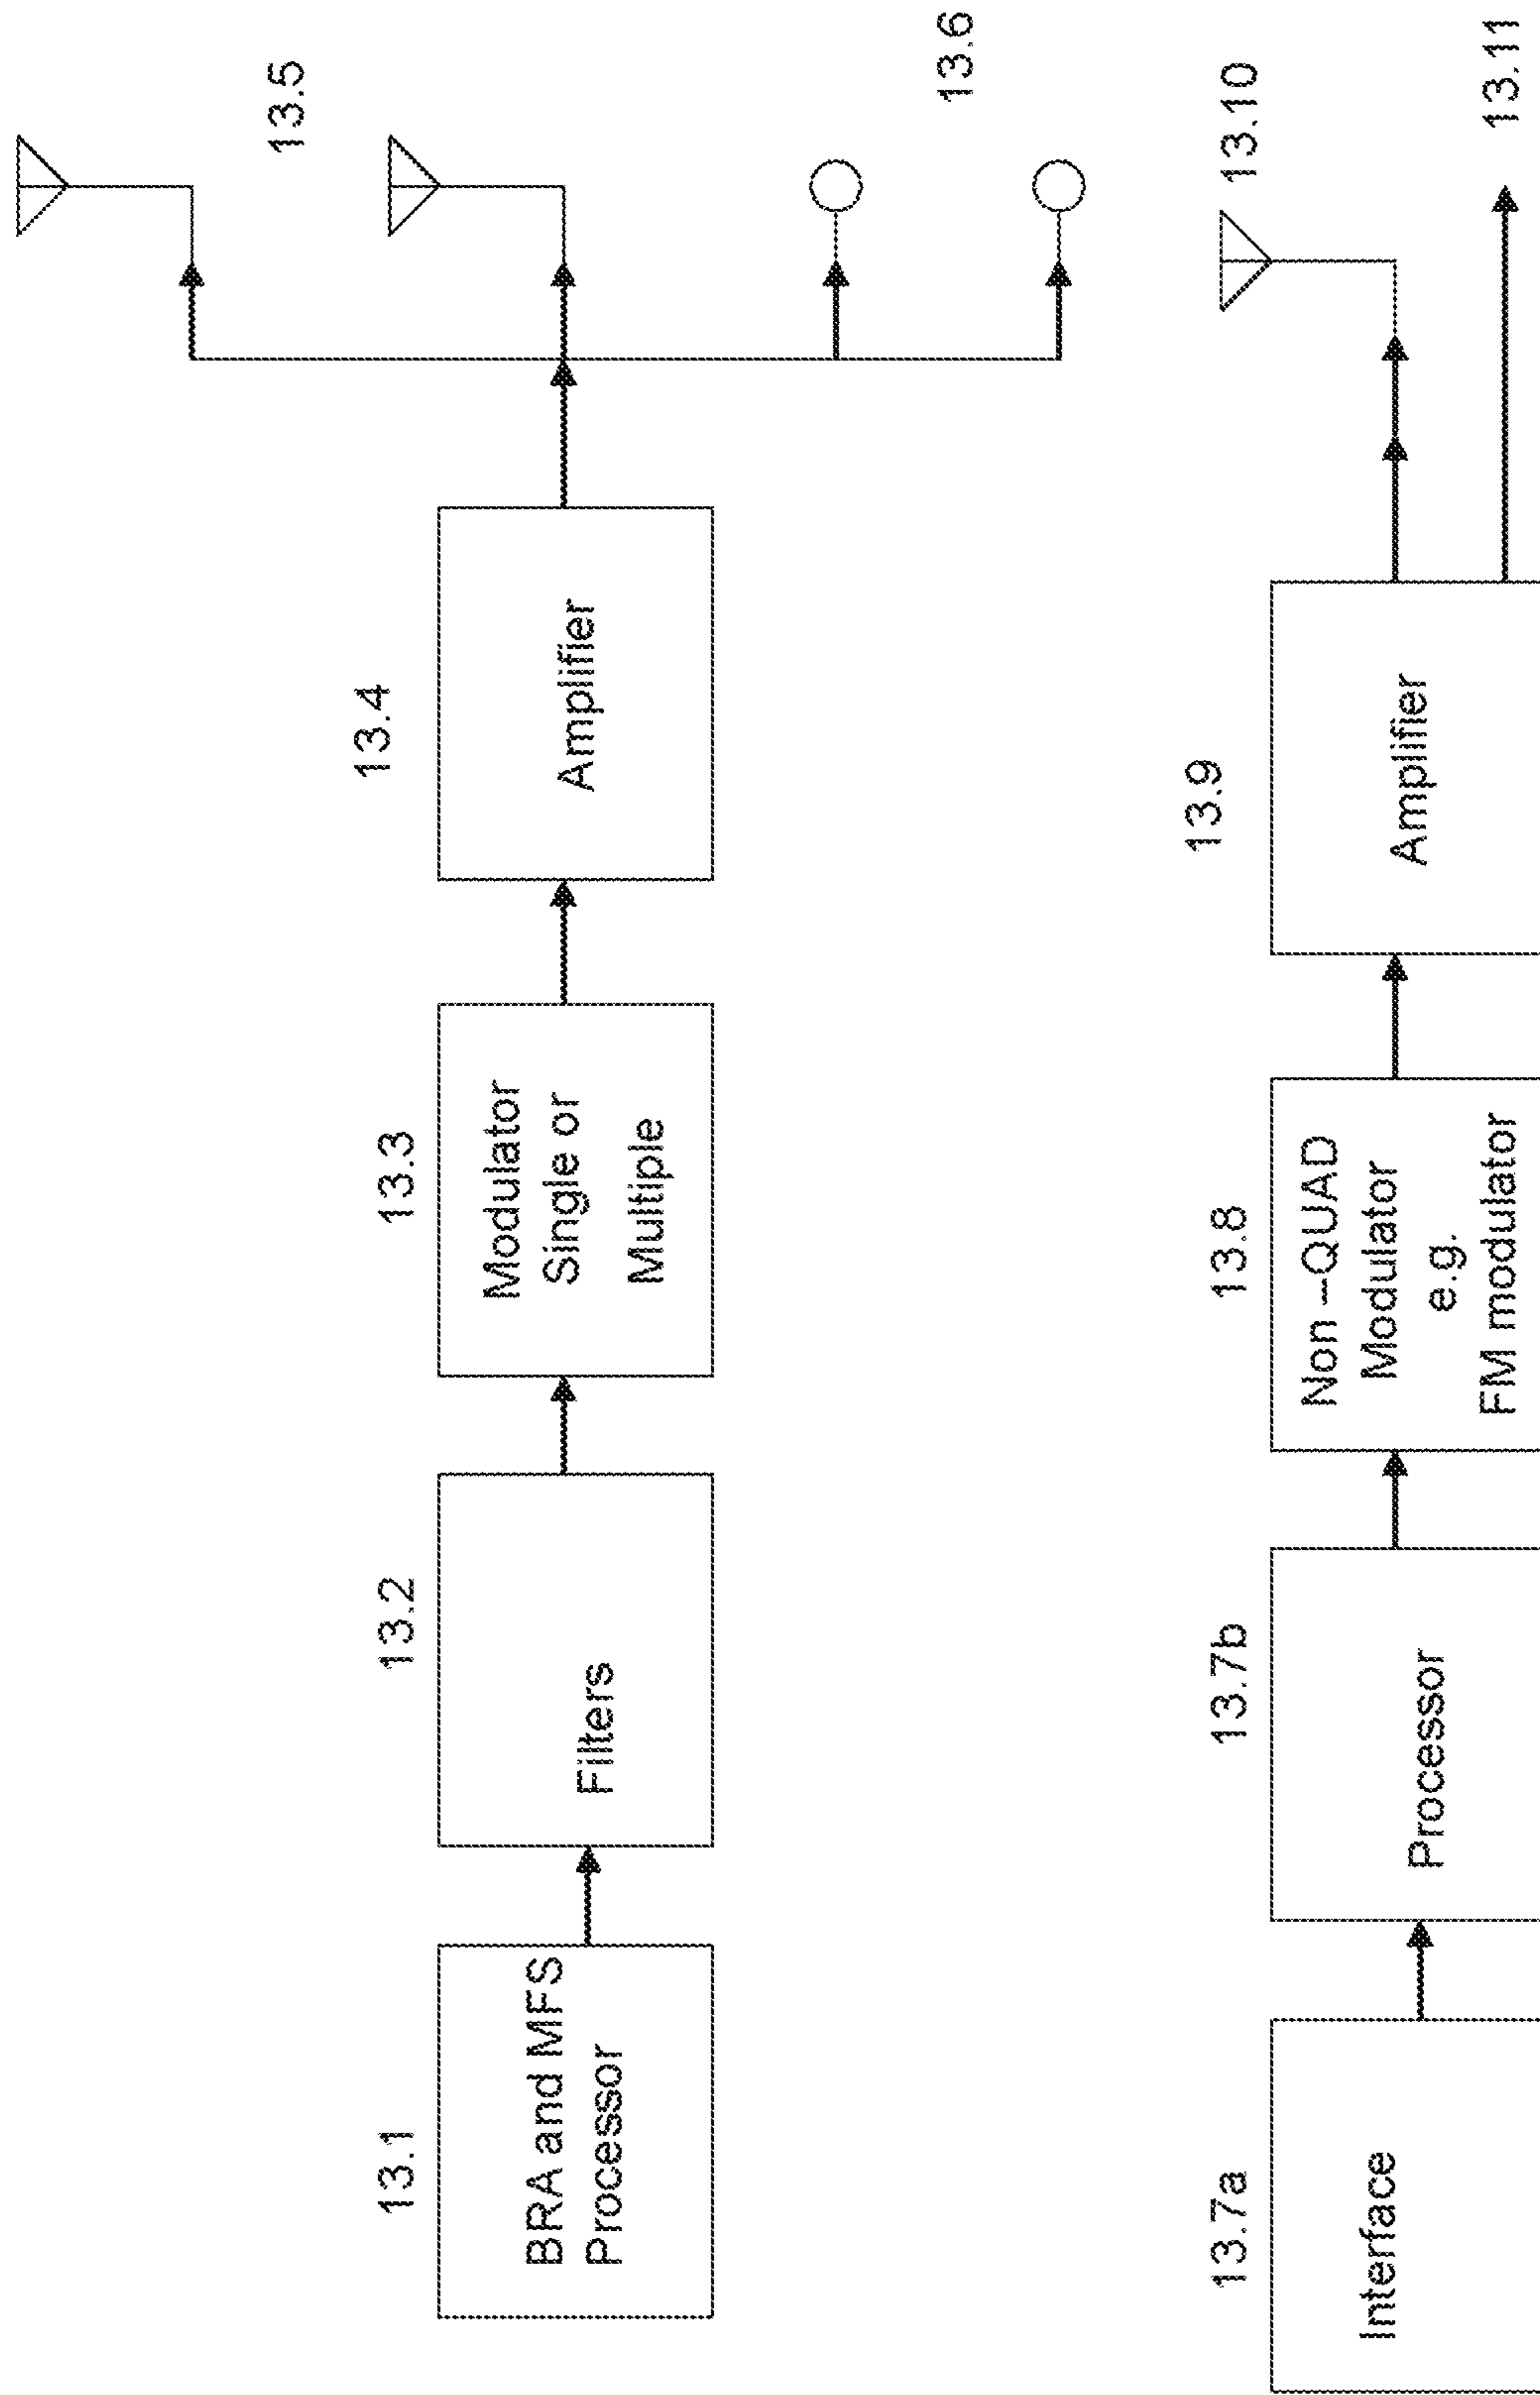 13.1
BRA and MFS
Processor
13.2
Filters
13.3
Modulator
Single or
Multiple
13.4
Amplifier
13.5
13.6
13.7a
Interface
13.7b
Processor
13.8
Non –QUAD
Modulator
e.g.
FM modulator
13.9
Amplifier
13.10
13.11